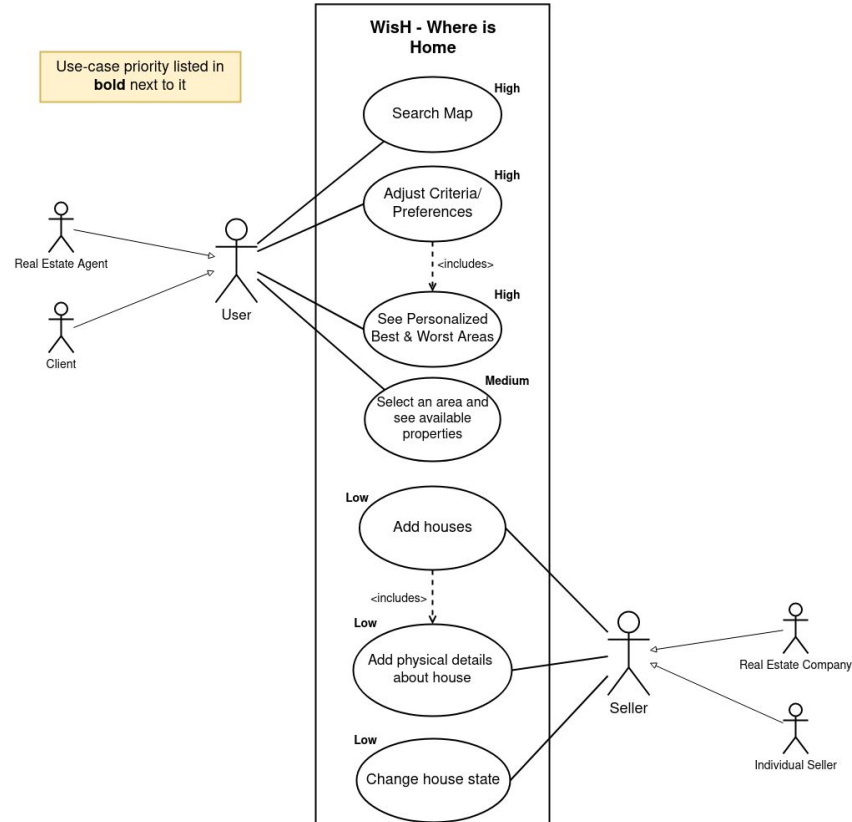 WisH - Where is
Home
Use-case priority listed in
bold next to it
High
Search Map
High
Adjust Criteria/
Preferences
<includes>
High
See Personalized
Best & Worst Areas
Medium
Select an area and
see available
properties
Real Estate Agent
Client
User
Low
Add houses
<includes>
Low
Add physical details
about house
Low
Change house state
Seller
Real Estate Company
Individual Seller